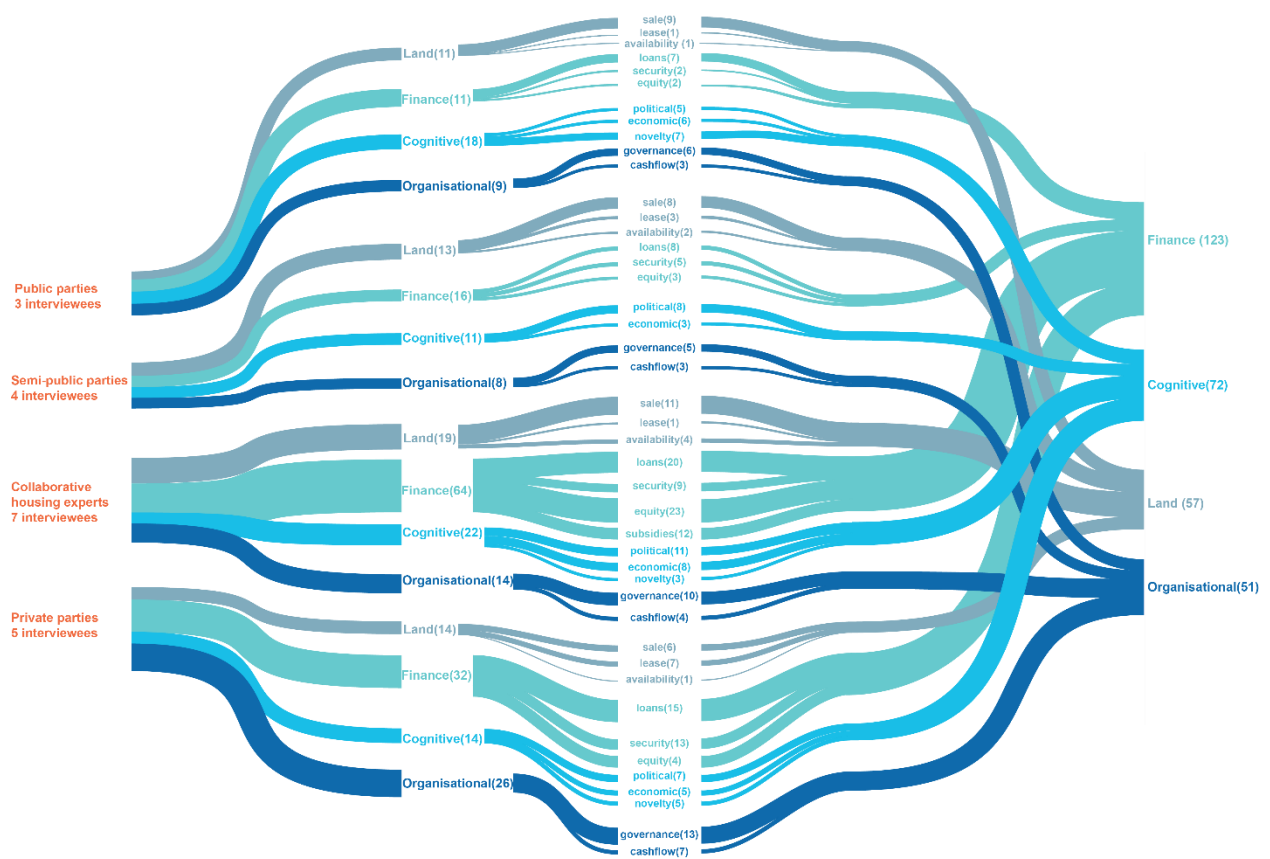 Public parties
3 interviewees
Semi-public parties
4 interviewees
Collaborative
housing experts
7 interviewees
Private parties
5 interviewees
Land(11)
Finance(11)
Cognitive(18)
Organisational(9)
Land(13)
Finance(16)
Cognitive(11)
Organisational(8)
Land(19)
Finance(64)
Cognitive(22)
Organisational(14)
Land(14)
Finance(32)
Cognitive(14)
Organisational(26)
sale(9)
lease(1)
availability (1)
loans(7)
security(2)
equity(2)
political(5)
economic(6)
novelty(7)
governance(6)
cashflow(3)
sale(8)
lease(3)
availability(2)
loans(8)
security(5)
equity(3)
political(8)
economic(3)
governance(5)
cashflow(3)
sale(11)
lease(1)
availability(4)
loans(20)
security(9)
equity(23)
subsidies(12)
political(11)
economic(8)
novelty(3)
governance(10)
cashflow(4)
sale(6)
lease(7)
availability(1)
loans(15)
security(13)
equity(4)
political(7)
economic(5)
novelty(5)
governance(13)
cashflow(7)
Finance (123)
Cognitive(72)
Land (57)
Organisational(51)